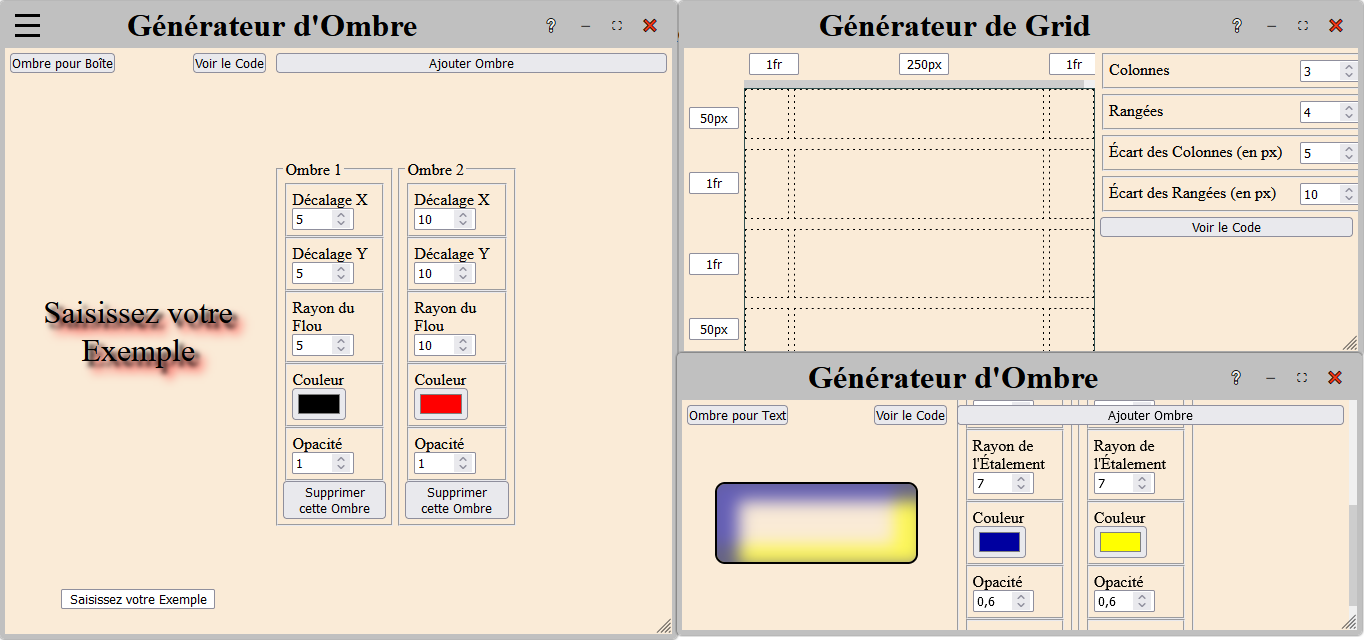 Générateur d'Ombre
Ombre pour Boîte
Voir le Code
Ajouter Ombre
Saisissez votre
Exemple
Saisissez votre Exemple
Ombre 1
Décalage X
5
Décalage Y
5
Rayon du
Flou
5
Couleur
Opacité
1
Supprimer
cette Ombre
Ombre 2
Décalage X
10
Décalage Y
10
Rayon du
Flou
10
Couleur
Opacité
1
Supprimer
cette Ombre
Générateur de Grid
?
1fr
250px
1fr
50px
1fr
1fr
50px
Colonnes
3
Rangées
4
Écart des Colonnes (en px)
5
Écart des Rangées (en px)
10
Voir le Code
Générateur d'Ombre
?
Ombre pour Text
Voir le Code
Ajouter Ombre
Rayon de
l'Étalement
7
Couleur
Opacité
0,6
Rayon de
l'Étalement
7
Couleur
Opacité
0,6